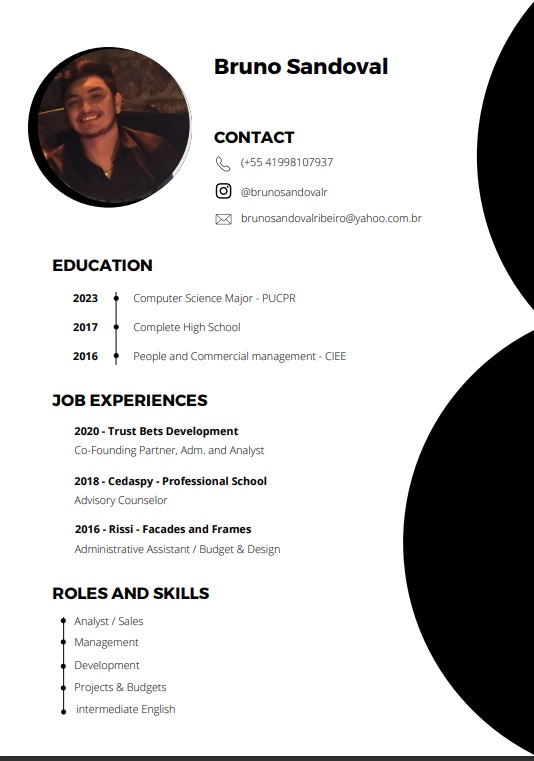 Bruno Sandoval
CONTACT
(+55 41998107937
@brunosandovalr
brunosandovalribeiro@yahoo.com.br
EDUCATION
2023 Computer Science Major - PUCPR
2017 Complete High School
2016 People and Commercial management - CIEE
JOB EXPERIENCES
2020 - Trust Bets Development
Co-Founding Partner, Adm. and Analyst
2018 - Cedaspy - Professional School
Advisory Counselor
2016 - Rissi - Facades and Frames
Administrative Assistant / Budget & Design
ROLES AND SKILLS
Analyst / Sales
Management
Development
Projects & Budgets
intermediate English